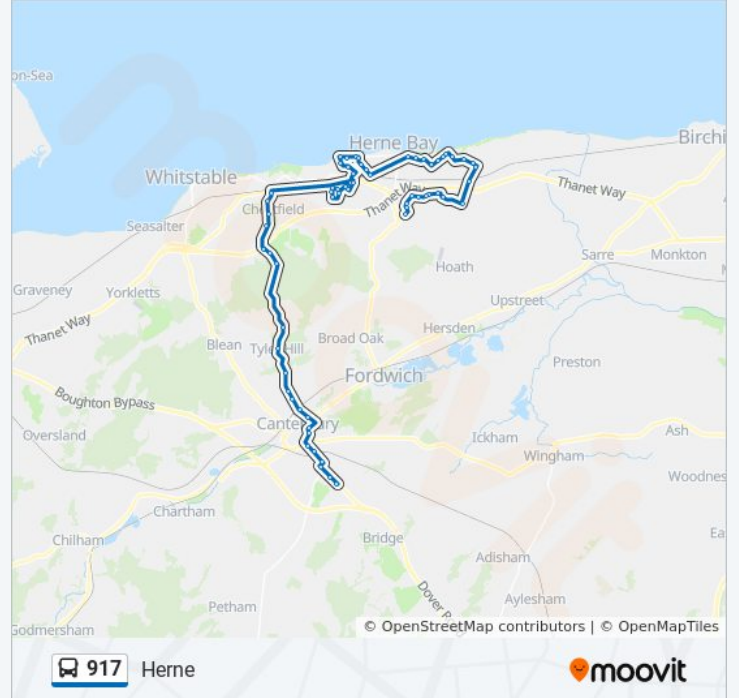 on-Sea
Herne Bay
Birchi
Whitstable
Thanet Way
Thanet Way
Chestfield
Seasalter
Sarre
Monkton
Hoath
Graveney
Yorkletts
Upstreet
Thanet Way
Hersden
Broad Oak
Blean
Tyler Hill
Preston
Fordwich
Boughton Bypass
Canterbury
Oversland
Ickham
Ash
Wingham
Woodnes
Chartham
Chilham
Bridge
Ea
Adisham
Dover R
Aylesham
Petham
Godmersham
© OpenStreetMap contributors | © OpenMapTiles
917 Herne
moovit